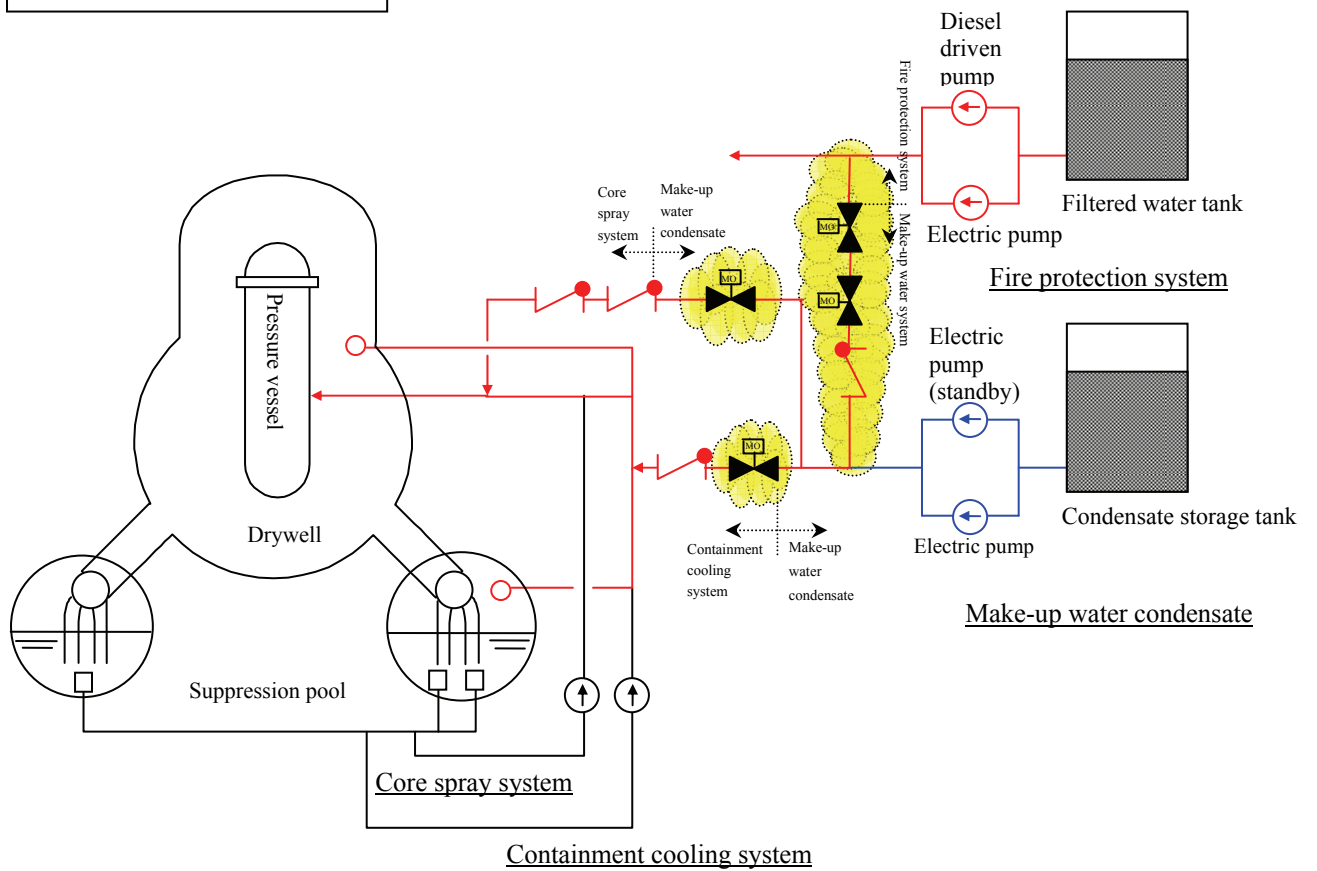 Diesel
driven
pump
Fire protection system
Make-up water system
Filtered water tank
Electric pump
Fire protection system
Core
spray
system
Make-up
water
condensate
MO
MO
MO
MO
Pressure vessel
Electric
pump
(standby)
Condensate storage tank
Electric pump
Containment
cooling
system
Make-up
water
condensate
Make-up water condensate
Drywell
Suppression pool
Core spray system
Containment cooling system